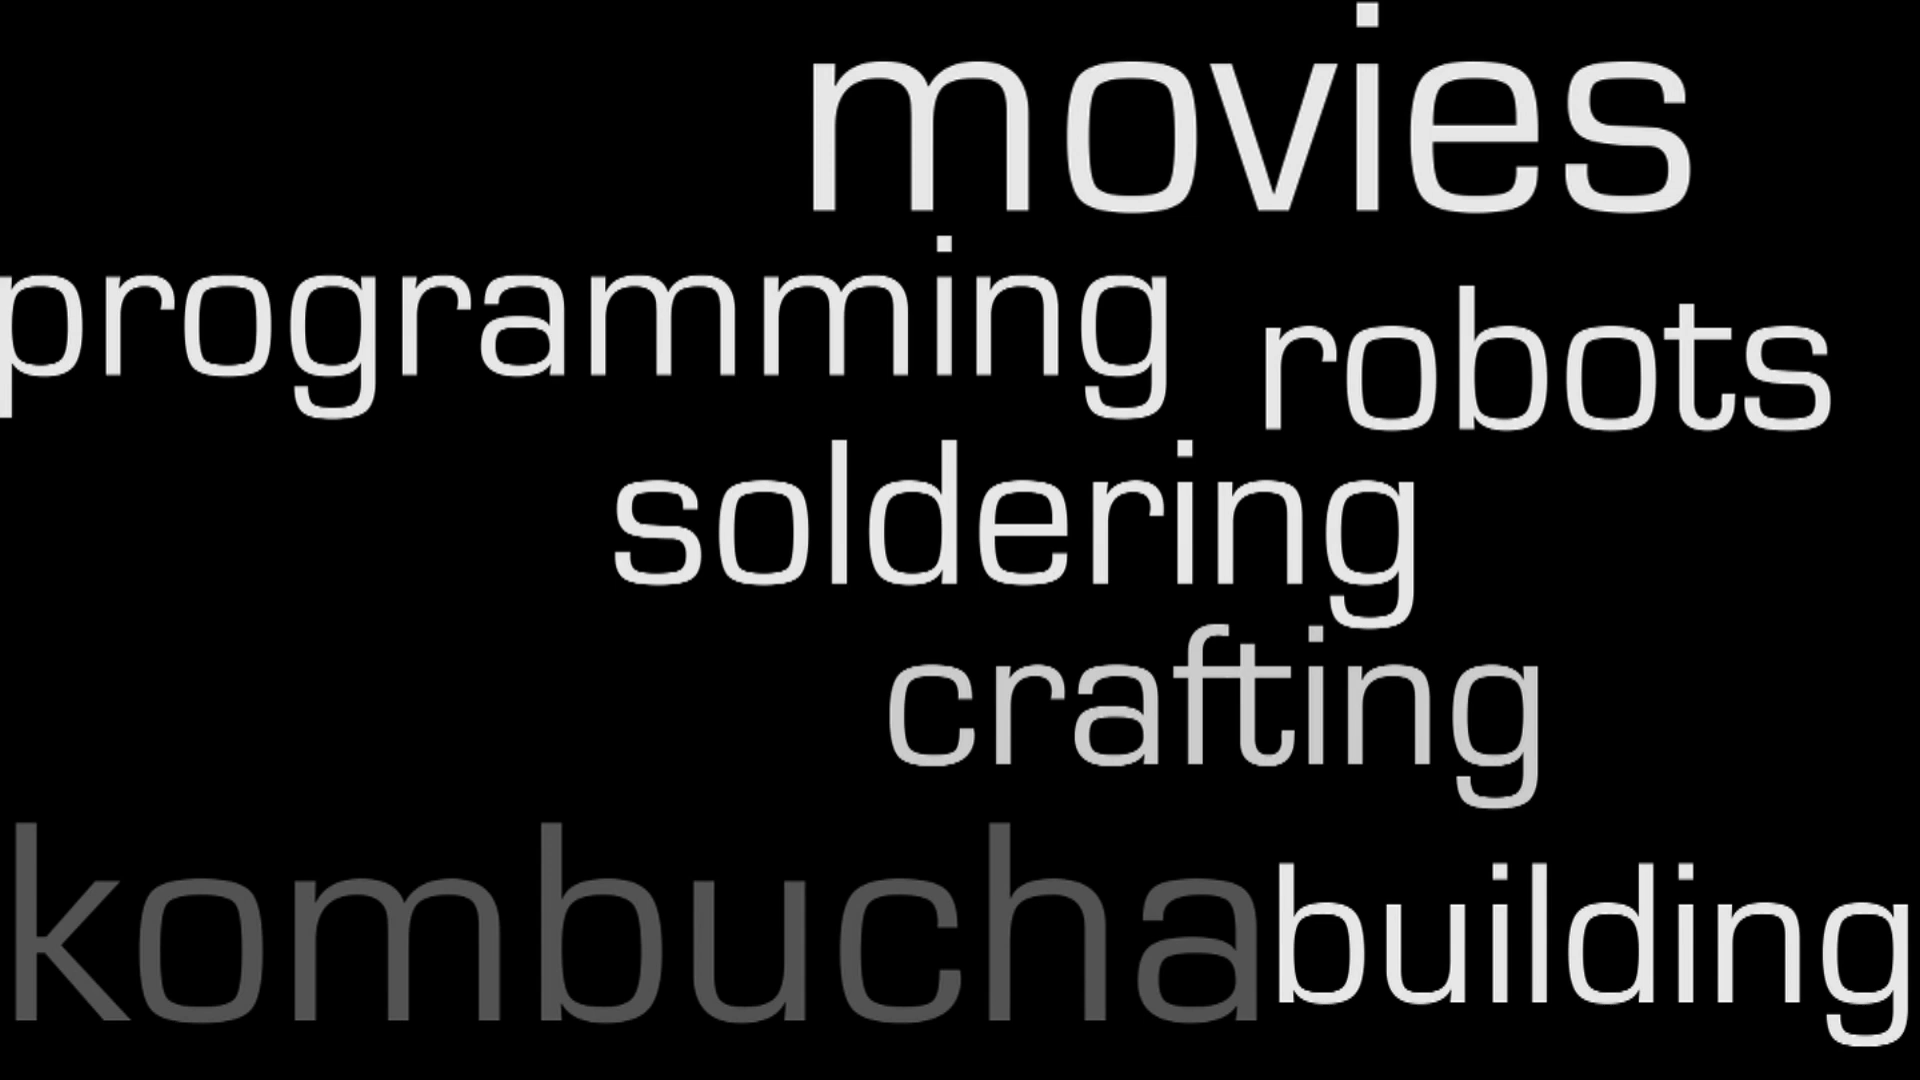 movies
programming robots
soldering
crafting
kombucha building